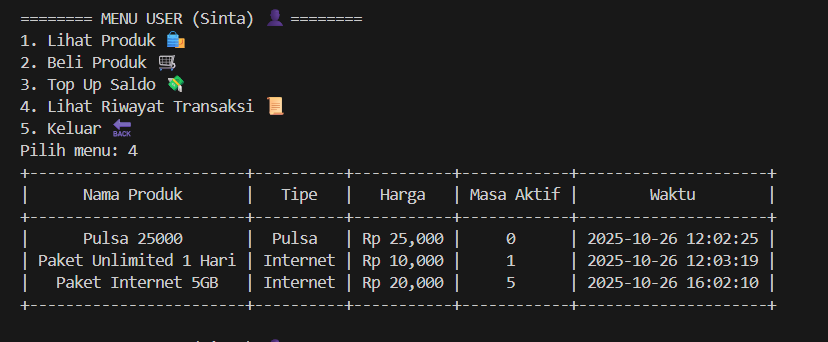 ======== MENU USER (Sinta) 👤 ========
1. Lihat Produk 🛍️
2. Beli Produk 🛒
3. Top Up Saldo 💸
4. Lihat Riwayat Transaksi 📜
5. Keluar 🔙
Pilih menu: 4
+------------------------+----------+-----------+------------+---------------------+
|      Nama Produk       |   Tipe   |   Harga   | Masa Aktif |        Waktu        |
+------------------------+----------+-----------+------------+---------------------+
|      Pulsa 25000       |  Pulsa   | Rp 25,000 |     0      | 2025-10-26 12:02:25 |
| Paket Unlimited 1 Hari | Internet | Rp 10,000 |     1      | 2025-10-26 12:03:19 |
|   Paket Internet 5GB   | Internet | Rp 20,000 |     5      | 2025-10-26 16:02:10 |
+------------------------+----------+-----------+------------+---------------------+